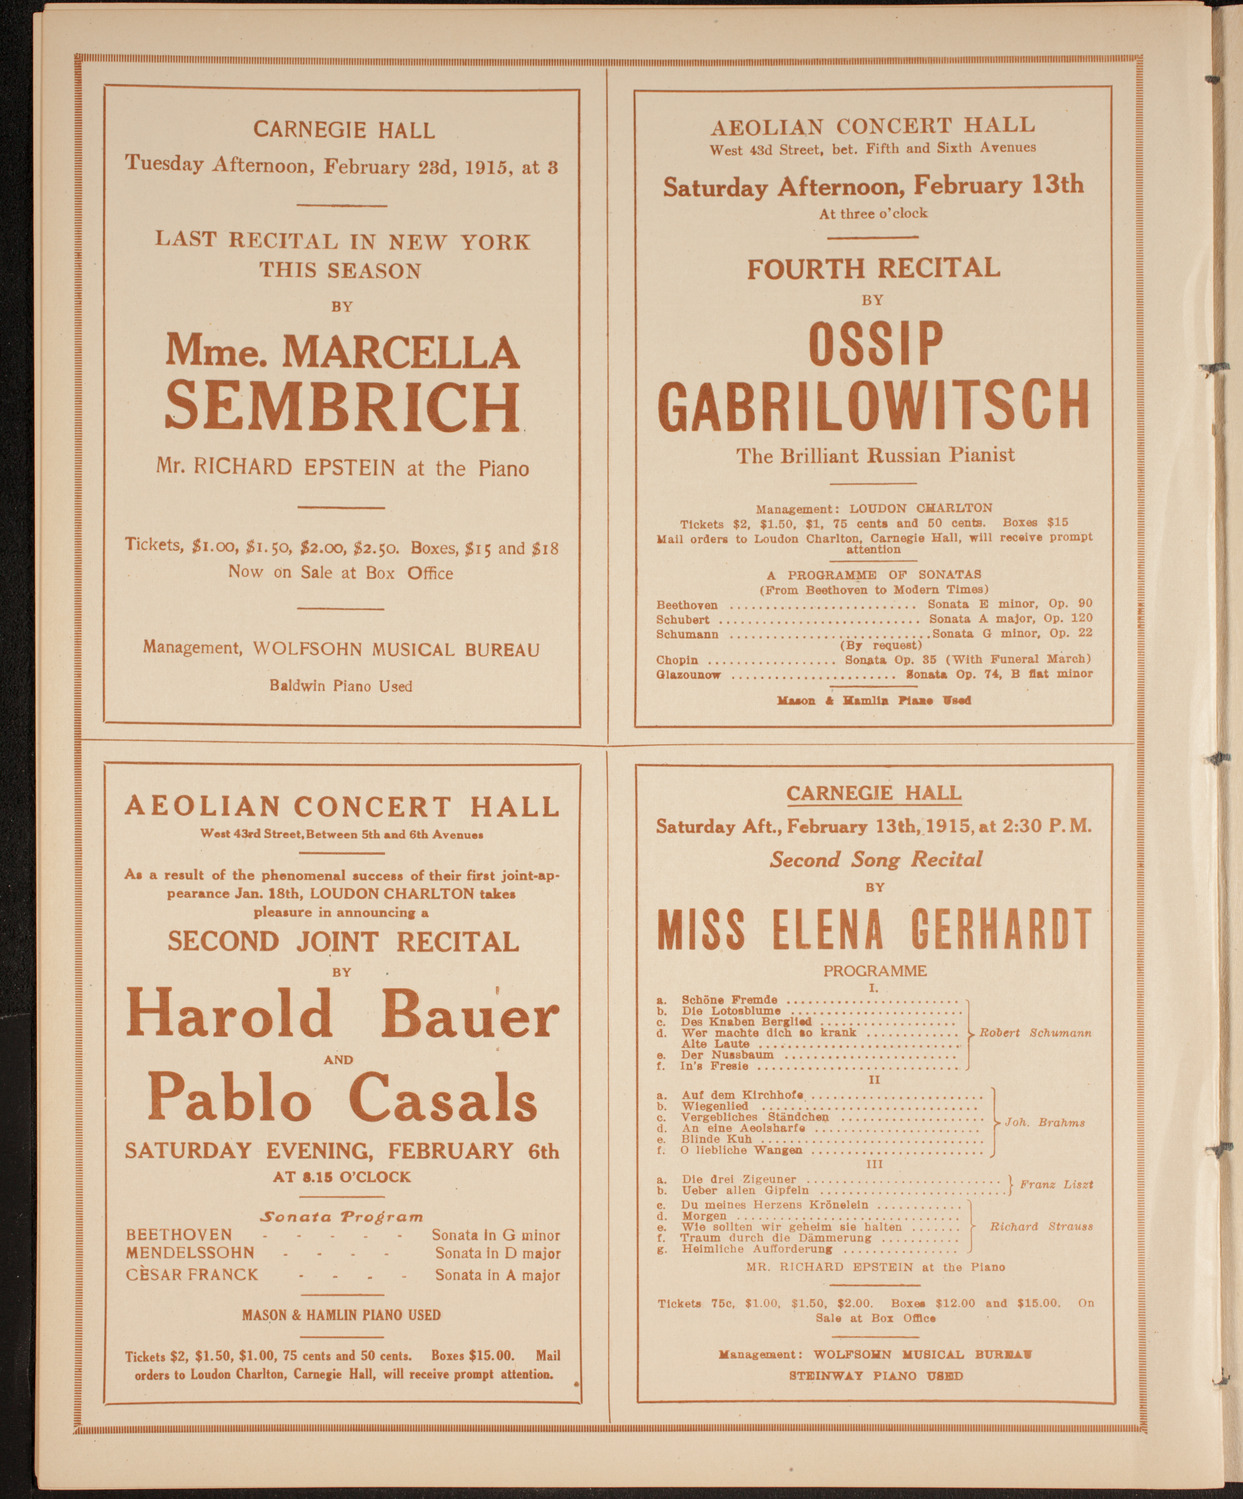 CARNEGIE HALL
Tuesday Afternoon, February 23d, 1915, at 3
LAST RECITAL IN NEW YORK
THIS SEASON
BY
Mme. MARCELLA
SEMBRICH
Mr. RICHARD EPSTEIN at the Piano
Tickets, $1.00, $1.50, $2.00, $2.50. Boxes, $15 and $18
Now on Sale at Box Office
Management, WOLFSOHN MUSICAL BUREAU
Baldwin Piano Used
AEOLIAN CONCERT HALL
West 43d Street, bet. Fifth and Sixth Avenues
Saturday Afternoon, February 13th
At three o'clock
FOURTH RECITAL
BY
OSSIP
GABRILOWITSCH
The Brilliant Russian Pianist
Management: LOUDON CHARLTON
Tickets $2, $1.50, $1, 75 cents and 50 cents. Boxes $15
Mail orders to Loudon Charlton, Carnegie Hall, will receive prompt
attention
A PROGRAMME OF SONATAS
(From Beethoven to Modern Times)
Beethoven .......................... Sonata E minor, Op. 90
Schubert ............................ Sonata A major, Op. 120
Schumann ............................ Sonata G minor, Op. 22
(By request)
Chopin .................. Sonata Op. 35 (With Funeral March)
Glazounow ....................... Sonata Op. 74, B flat minor
Mason & Hamlin Piano Used
AEOLIAN CONCERT HALL
West 43rd Street, Between 5th and 6th Avenues
As a result of the phenomenal success of their first joint-ap-
pearance Jan. 18th, LOUDON CHARLTON takes
pleasure in announcing a
SECOND JOINT RECITAL
BY
Harold Bauer
AND
Pablo Casals
SATURDAY EVENING, FEBRUARY 6th
AT 8.15 O'CLOCK
Sonata Program
BEETHOVEN - - - - - Sonata in G minor
MENDELSSOHN - - - - Sonata in D major
CÈSAR FRANCK - - - - Sonata in A major
MASON & HAMLIN PIANO USED
Tickets $2, $1.50, $1.00, 75 cents and 50 cents. Boxes $15.00. Mail
orders to Loudon Charlton, Carnegie Hall, will receive prompt attention.
CARNEGIE HALL
Saturday Aft., February 13th, 1915, at 2:30 P. M.
Second Song Recital
BY
MISS ELENA GERHARDT
PROGRAMME
I.
a. Schöne Fremde ........................
b. Die Lotosblume ........................
c. Des Knaben Berglied ...................
d. Wer machte dich so krank ............. Robert Schumann
Alte Laute ............................
e. Der Nussbaum ........................
f. In's Fresie ............................
II
a. Auf dem Kirchhofe ........................
b. Wiegenlied ..............................
c. Vergebliches Ständchen .................... Joh. Brahms
d. An eine Aeolsharfe .......................
e. Blinde Kuh ..............................
f. O liebliche Wangen ........................
III
a. Die drei Zigeuner ........................... Franz Liszt
b. Ueber allen Gipfeln ..........................
c. Du meines Herzens Krönelein ............
d. Morgen ................................
e. Wie sollten wir geheim sie halten ....... Richard Strauss
f. Traum durch die Dämmerung ...........
g. Heimliche Aufforderung ................
MR. RICHARD EPSTEIN at the Piano
Tickets 75c, $1.00, $1.50, $2.00. Boxes $12.00 and $15.00. On
Sale at Box Office
Management: WOLFSOHN MUSICAL BUREAU
STEINWAY PIANO USED